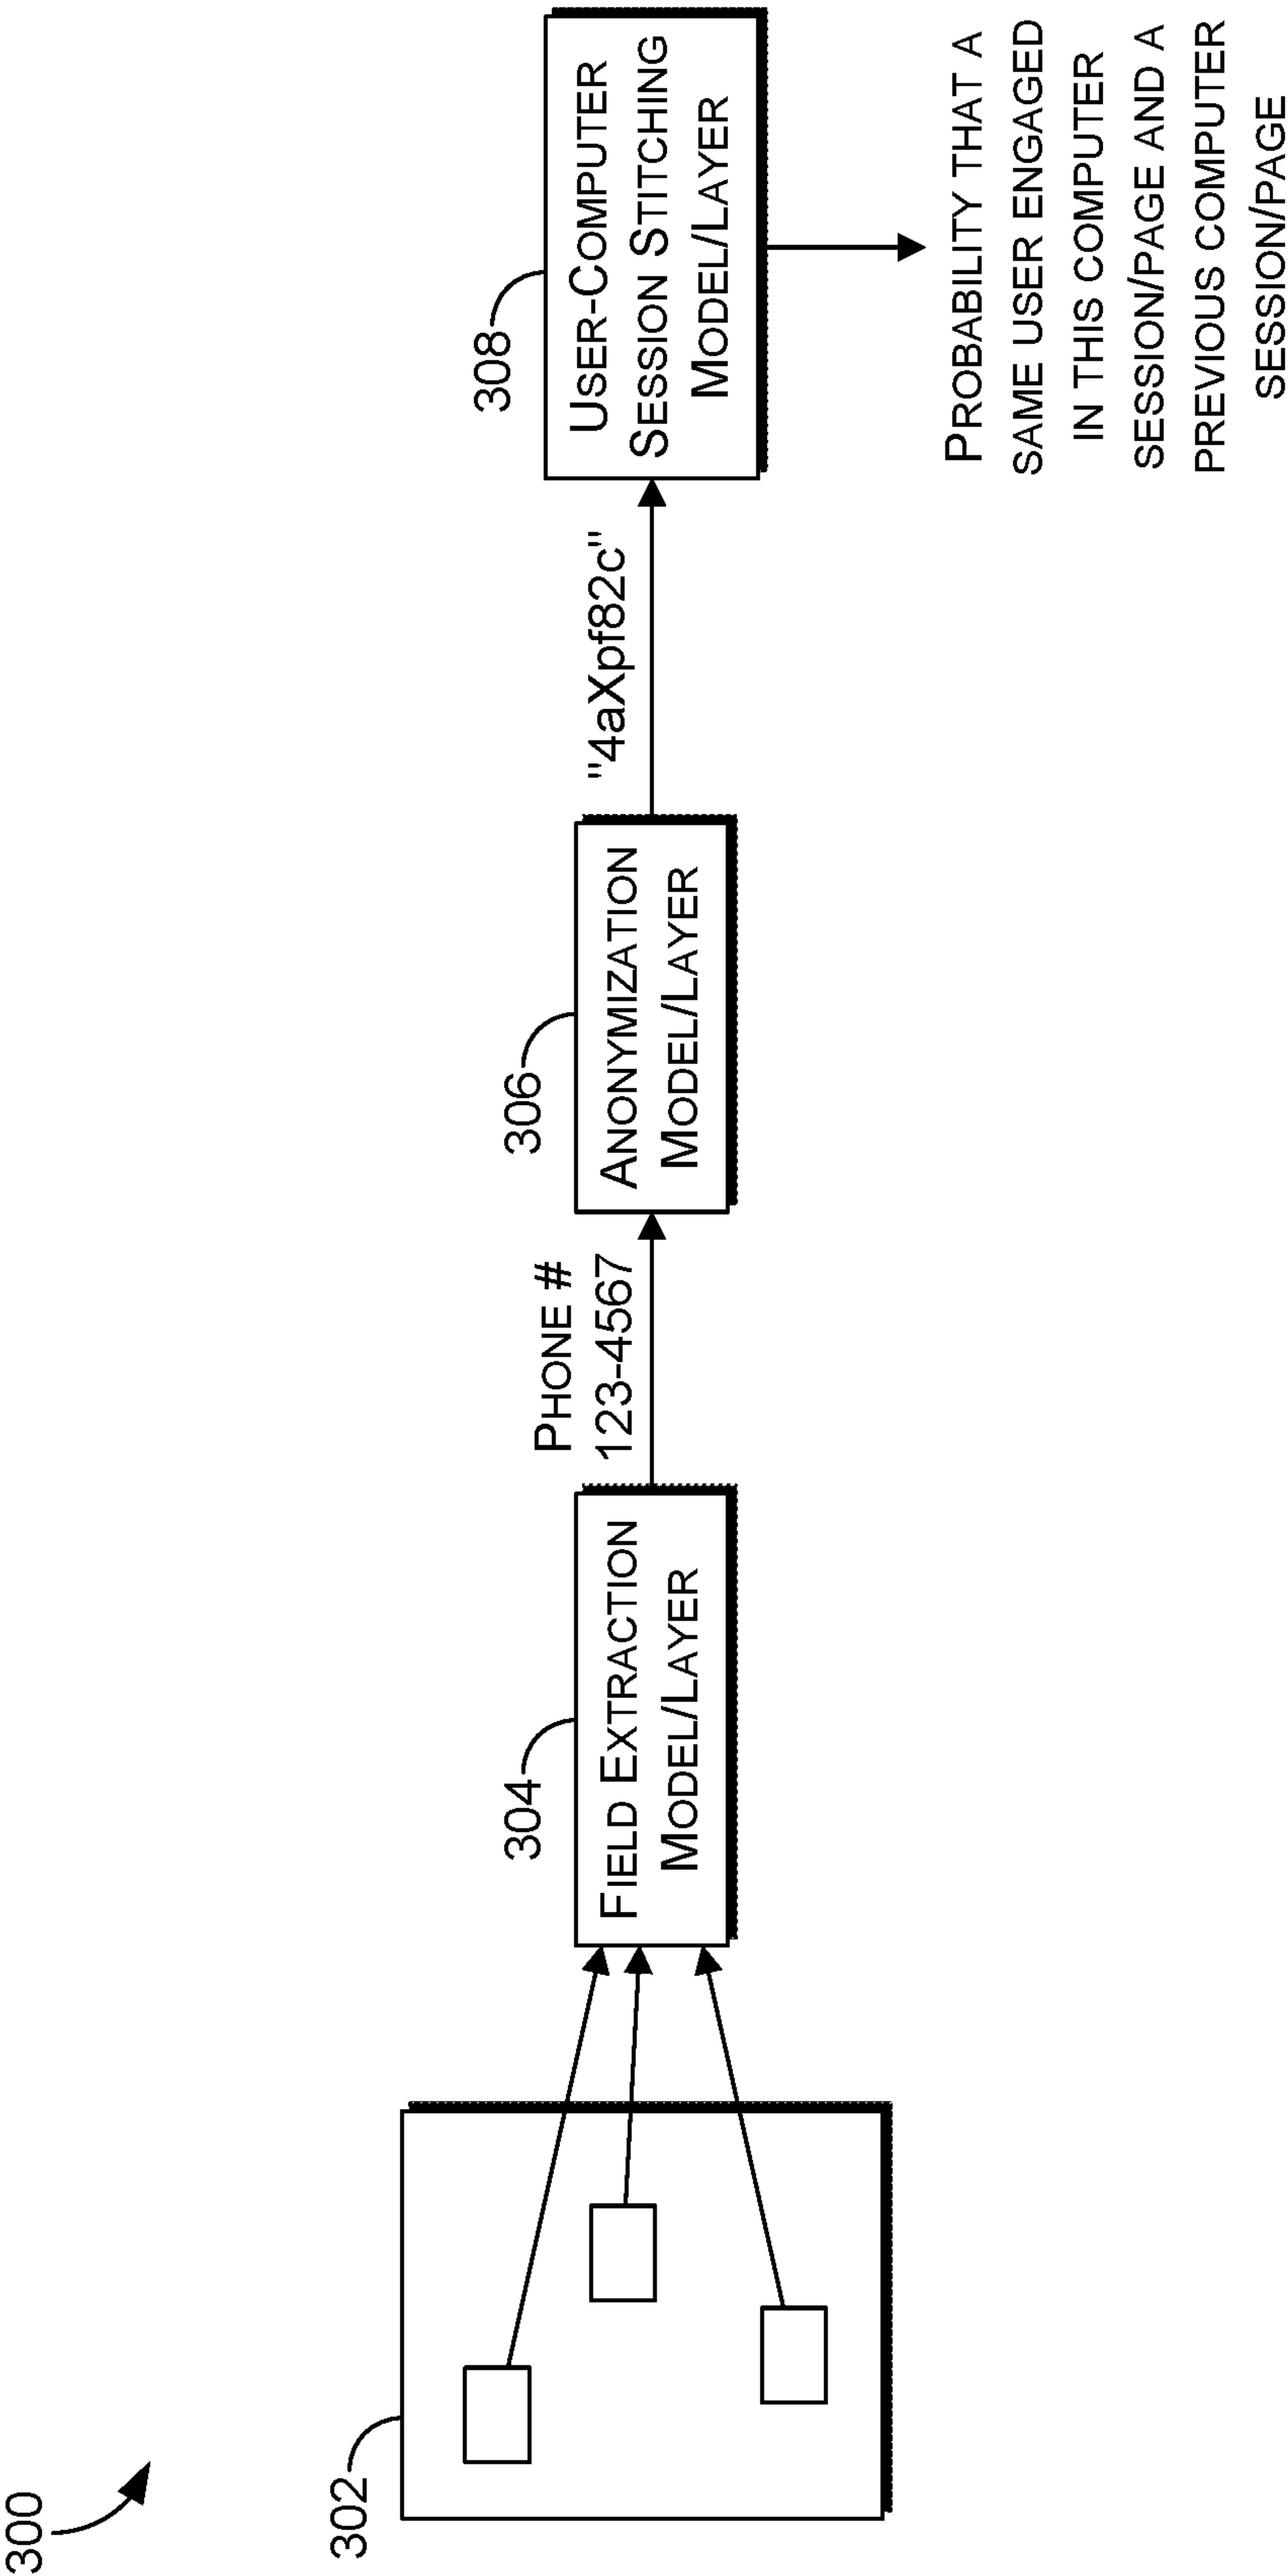 300
302
304
FIELD EXTRACTION
MODEL/LAYER
PHONE #
123-4567
306
ANONYMIZATION
MODEL/LAYER
"4aXpf82c"
308
USER-COMPUTER
SESSION STITCHING
MODEL/LAYER
PROBABILITY THAT A
SAME USER ENGAGED
IN THIS COMPUTER
SESSION/PAGE AND A
PREVIOUS COMPUTER
SESSION/PAGE